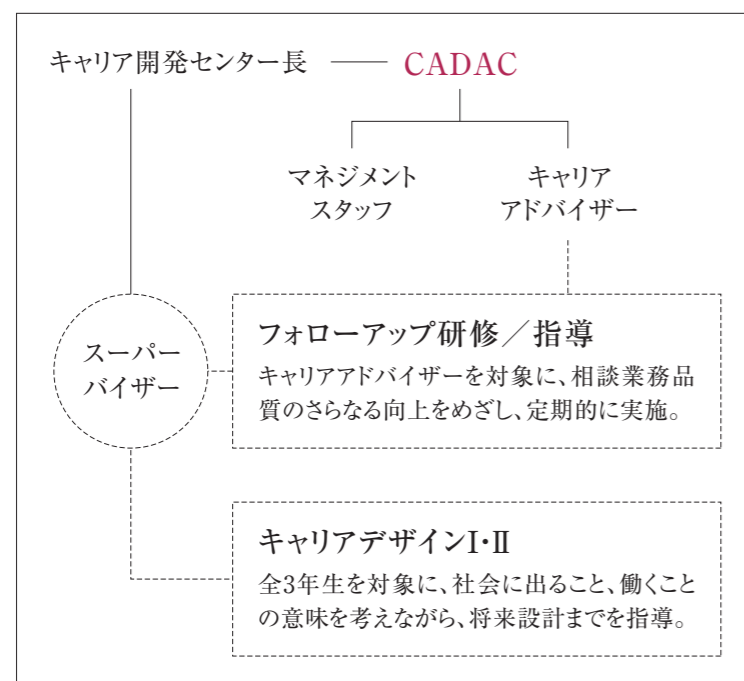 キャリア開発センター長
CADAC
マネジメント
スタッフ
キャリア
アドバイザー
スーパー
バイザー
フォローアップ研修／指導
キャリアアドバイザーを対象に、相談業務品
質のさらなる向上をめざし、定期的に実施。
キャリアデザインⅠ・Ⅱ
全3年生を対象に、社会に出ること、働くこと
の意味を考えながら、将来設計までを指導。